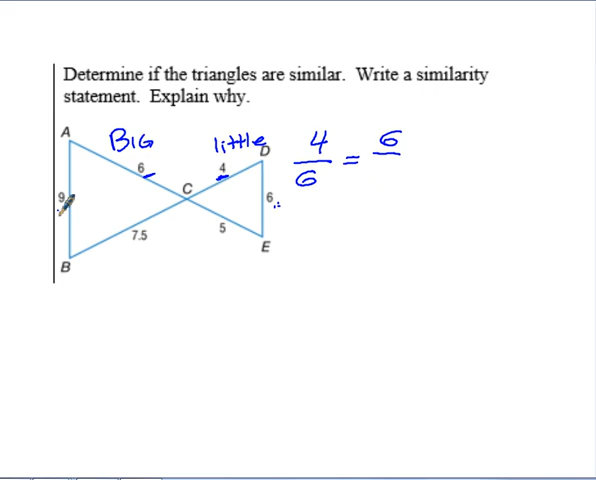 Determine if the triangles are similar.  Write a similarity
statement.  Explain why.
A
BIG
little
D
4
6
=
6
6
4
C
9
6
7.5
5
B
E